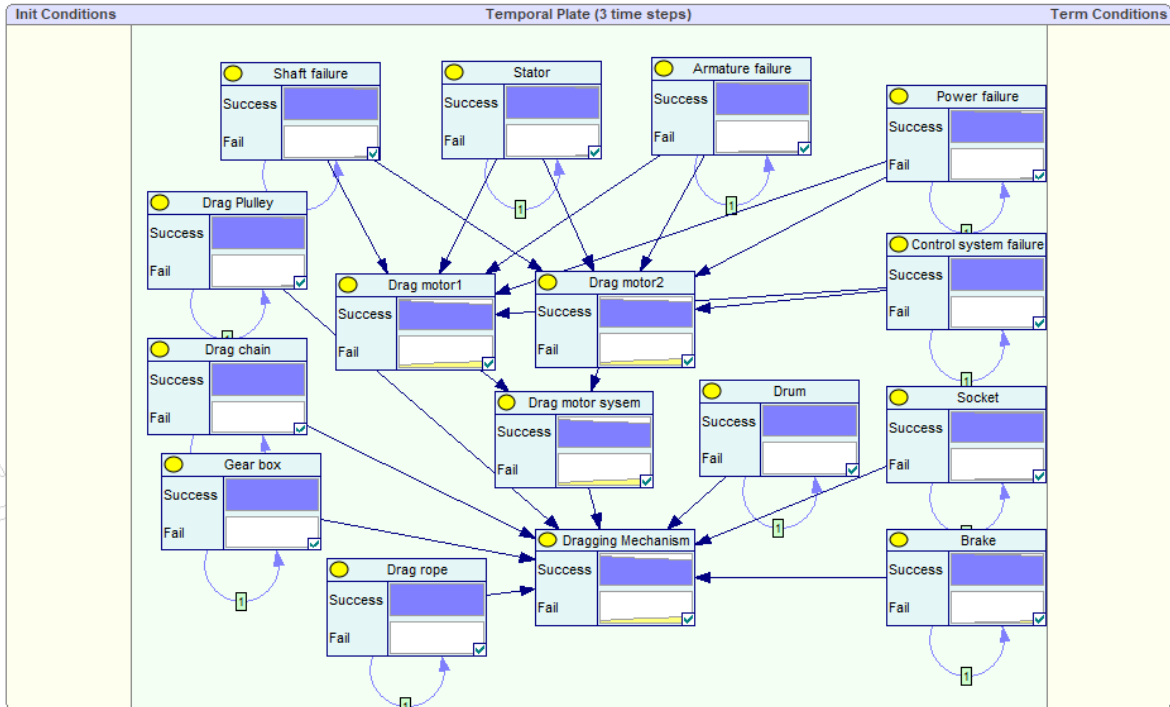 Init Conditions
Temporal Plate (3 time steps)
Term Conditions
Shaft failure
Success
Fail
Stator
Success
Fail
1
Armature failure
Success
Fail
1
Power failure
Success
Fail
1
Drag Plulley
Success
Fail
1
Drag motor1
Success
Fail
Drag motor2
Success
Fail
Control system failure
Success
Fail
1
Drag chain
Success
Fail
Drag motor sysem
Success
Fail
Drum
Success
Fail
1
Socket
Success
Fail
1
Gear box
Success
Fail
1
Dragging Mechanism
Success
Fail
Brake
Success
Fail
1
Drag rope
Success
Fail
1